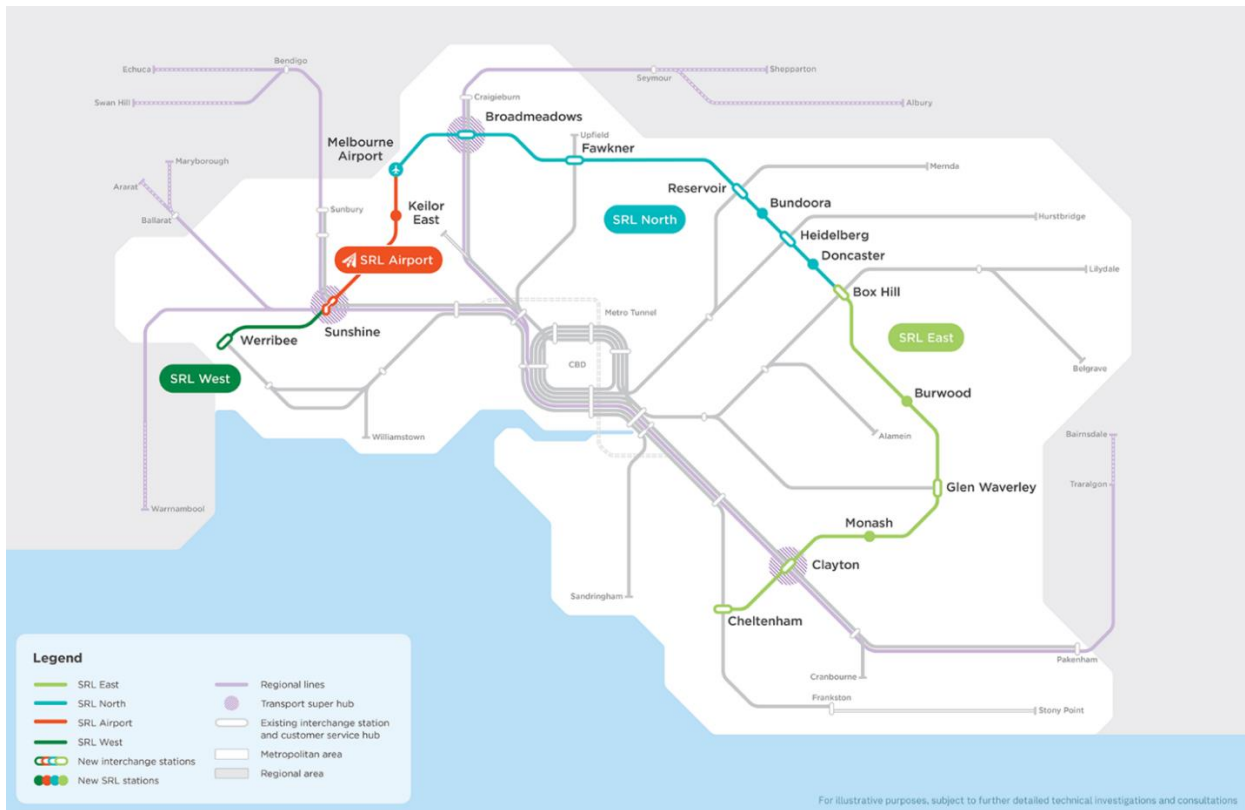 Echuca
Bendigo
Swan Hill
Seymour
Shepparton
Albury
Craigieburn
Broadmeadows
Melbourne
Airport
Upfield
Fawkner
Maryborough
Ararat
Ballarat
Sunbury
Keilor
East
SRL North
Reservoir
Bundoora
Heidelberg
Doncaster
Mernda
Hurstbridge
SRL Airport
Lilydale
Box Hill
Metro Tunnel
Sunshine
Werribee
SRL West
CBD
SRL East
Belgrave
Burwood
Williamstown
Alamein
Bairnsdale
Traralgon
Glen Waverley
Warrnambool
Monash
Clayton
Sandringham
Cheltenham
Pakenham
Cranbourne
Frankston
Stony Point
Legend
SRL East
SRL North
SRL Airport
SRL West
New interchange stations
New SRL stations
Regional lines
Transport super hub
Existing interchange station
and customer service hub
Metropolitan area
Regional area
For illustrative purposes, subject to further detailed technical investigations and consultations